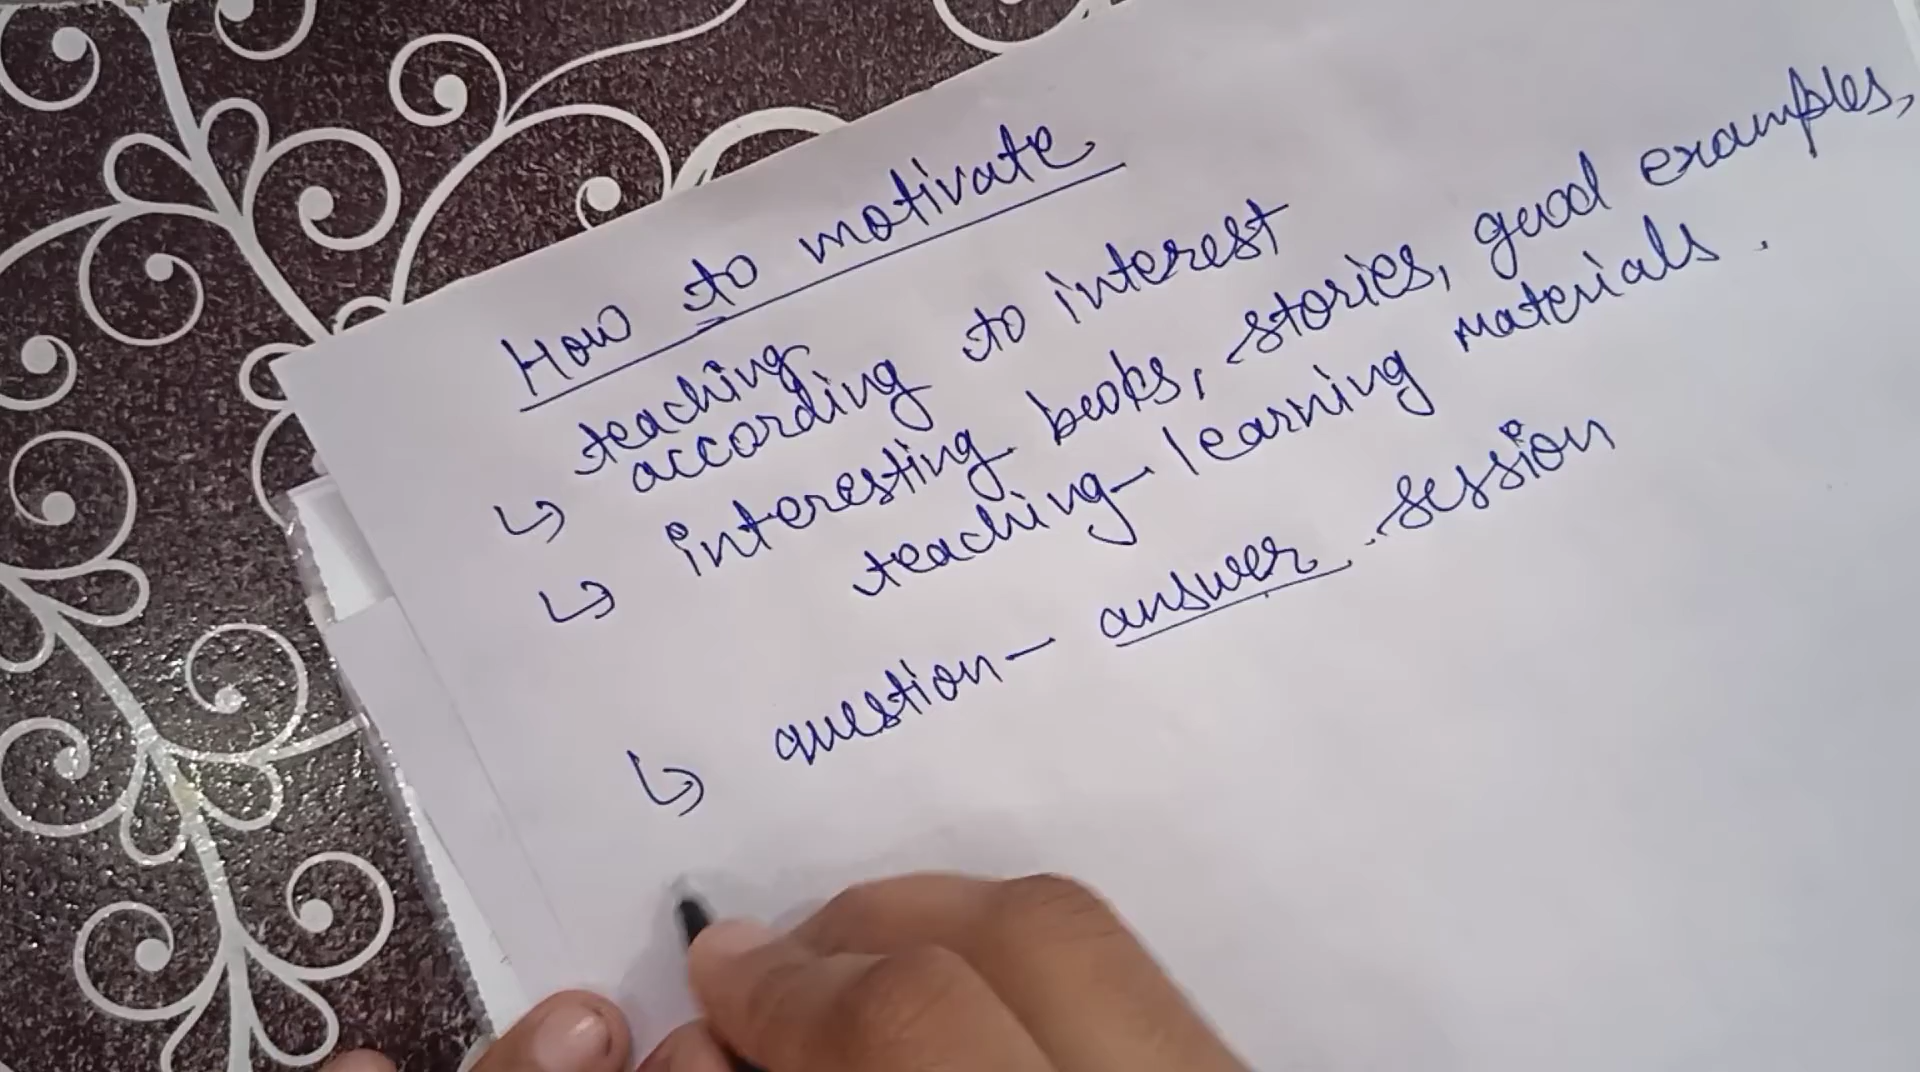 How to motivate
teaching
↳ according to interest
↳ interesting books, stories, good examples,
teaching-learning materials.
↳ question-answer session